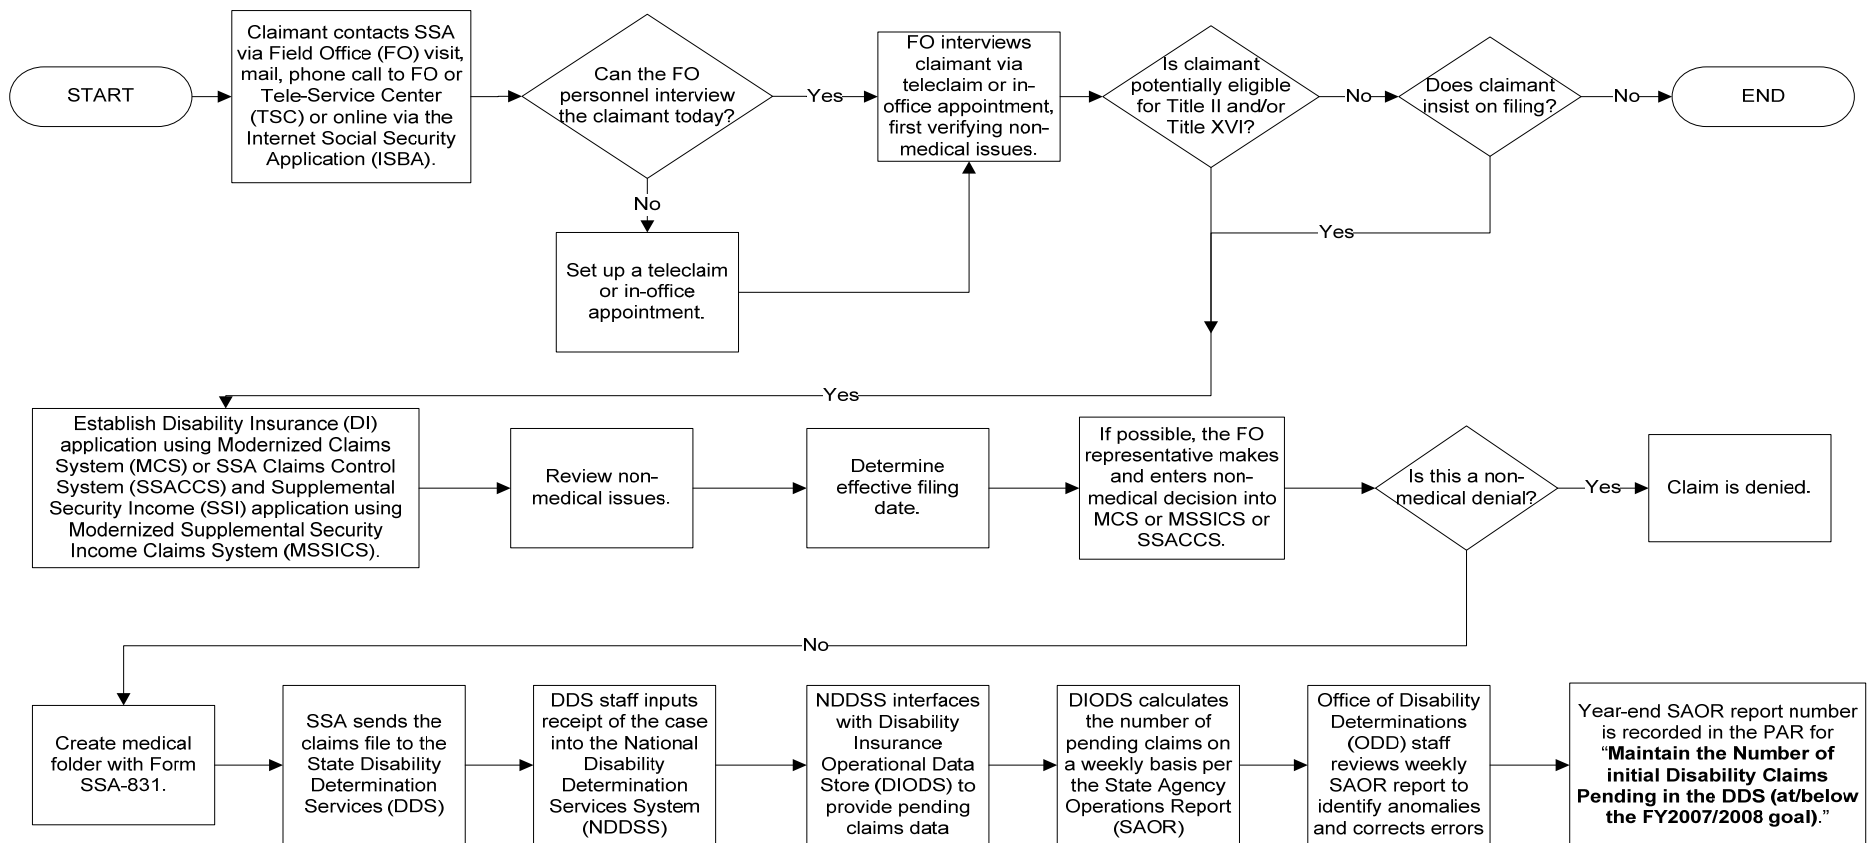 START
Claimant contacts SSA
via Field Office (FO) visit,
mail, phone call to FO or
Tele-Service Center
(TSC) or online via the
Internet Social Security
Application (ISBA).
Can the FO
personnel interview
the claimant today?
Yes
No
Set up a teleclaim
or in-office
appointment.
FO interviews
claimant via
teleclaim or in-
office appointment,
first verifying non-
medical issues.
Is claimant
potentially eligible
for Title II and/or
Title XVI?
No
Does claimant
insist on filing?
No
END
Yes
Yes
Establish Disability Insurance (DI)
application using Modernized Claims
System (MCS) or SSA Claims Control
System (SSACCS) and Supplemental
Security Income (SSI) application using
Modernized Supplemental Security
Income Claims System (MSSICS).
Review non-
medical issues.
Determine
effective filing
date.
If possible, the FO
representative makes
and enters non-
medical decision into
MCS or MSSICS or
SSACCS.
Is this a non-
medical denial?
Yes
Claim is denied.
No
Create medical
folder with Form
SSA-831.
SSA sends the
claims file to the
State Disability
Determination
Services (DDS)
DDS staff inputs
receipt of the case
into the National
Disability
Determination
Services System
(NDDSS)
NDDSS interfaces
with Disability
Insurance
Operational Data
Store (DIODS) to
provide pending
claims data
DIODS calculates
the number of
pending claims on
a weekly basis per
the State Agency
Operations Report
(SAOR)
Office of Disability
Determinations
(ODD) staff
reviews weekly
SAOR report to
identify anomalies
and corrects errors
Year-end SAOR report number
is recorded in the PAR for
“Maintain the Number of
initial Disability Claims
Pending in the DDS (at/below
the FY2007/2008 goal).”